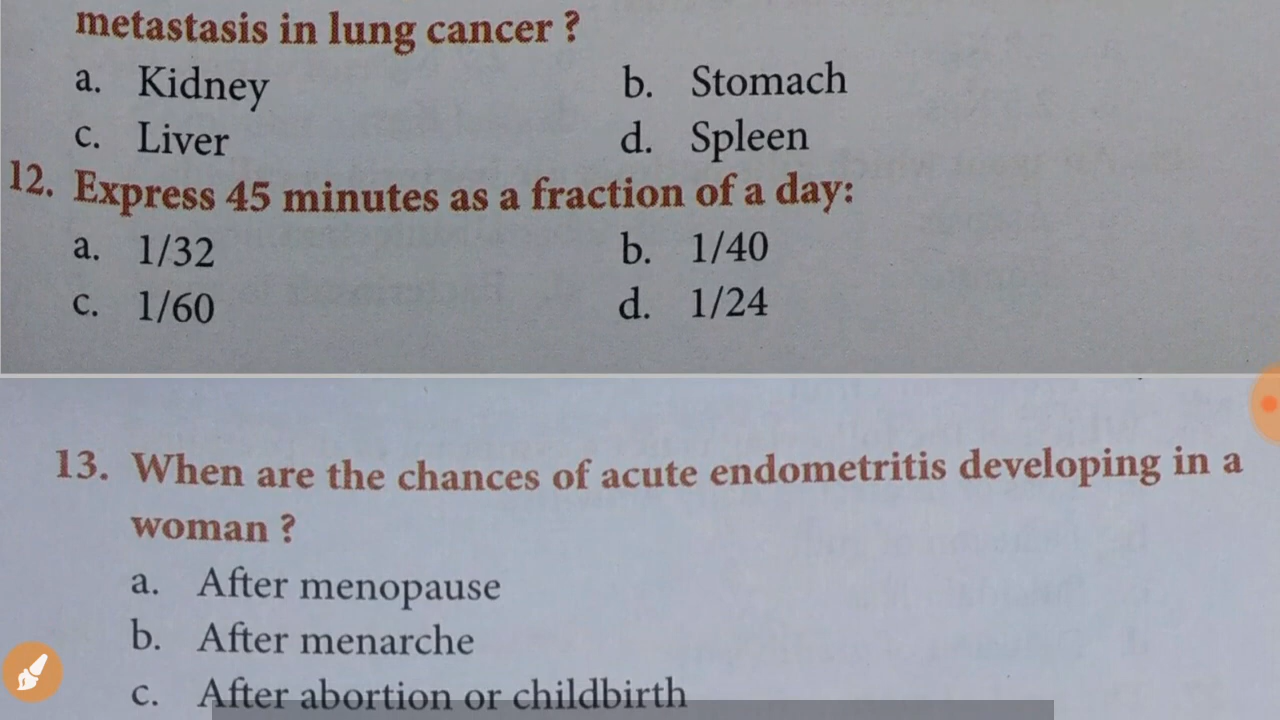 metastasis in lung cancer ?
a. Kidney b. Stomach
c. Liver d. Spleen
12. Express 45 minutes as a fraction of a day:
a. 1/32 b. 1/40
c. 1/60 d. 1/24
13. When are the chances of acute endometritis developing in a
woman ?
a. After menopause
b. After menarche
c. After abortion or childbirth